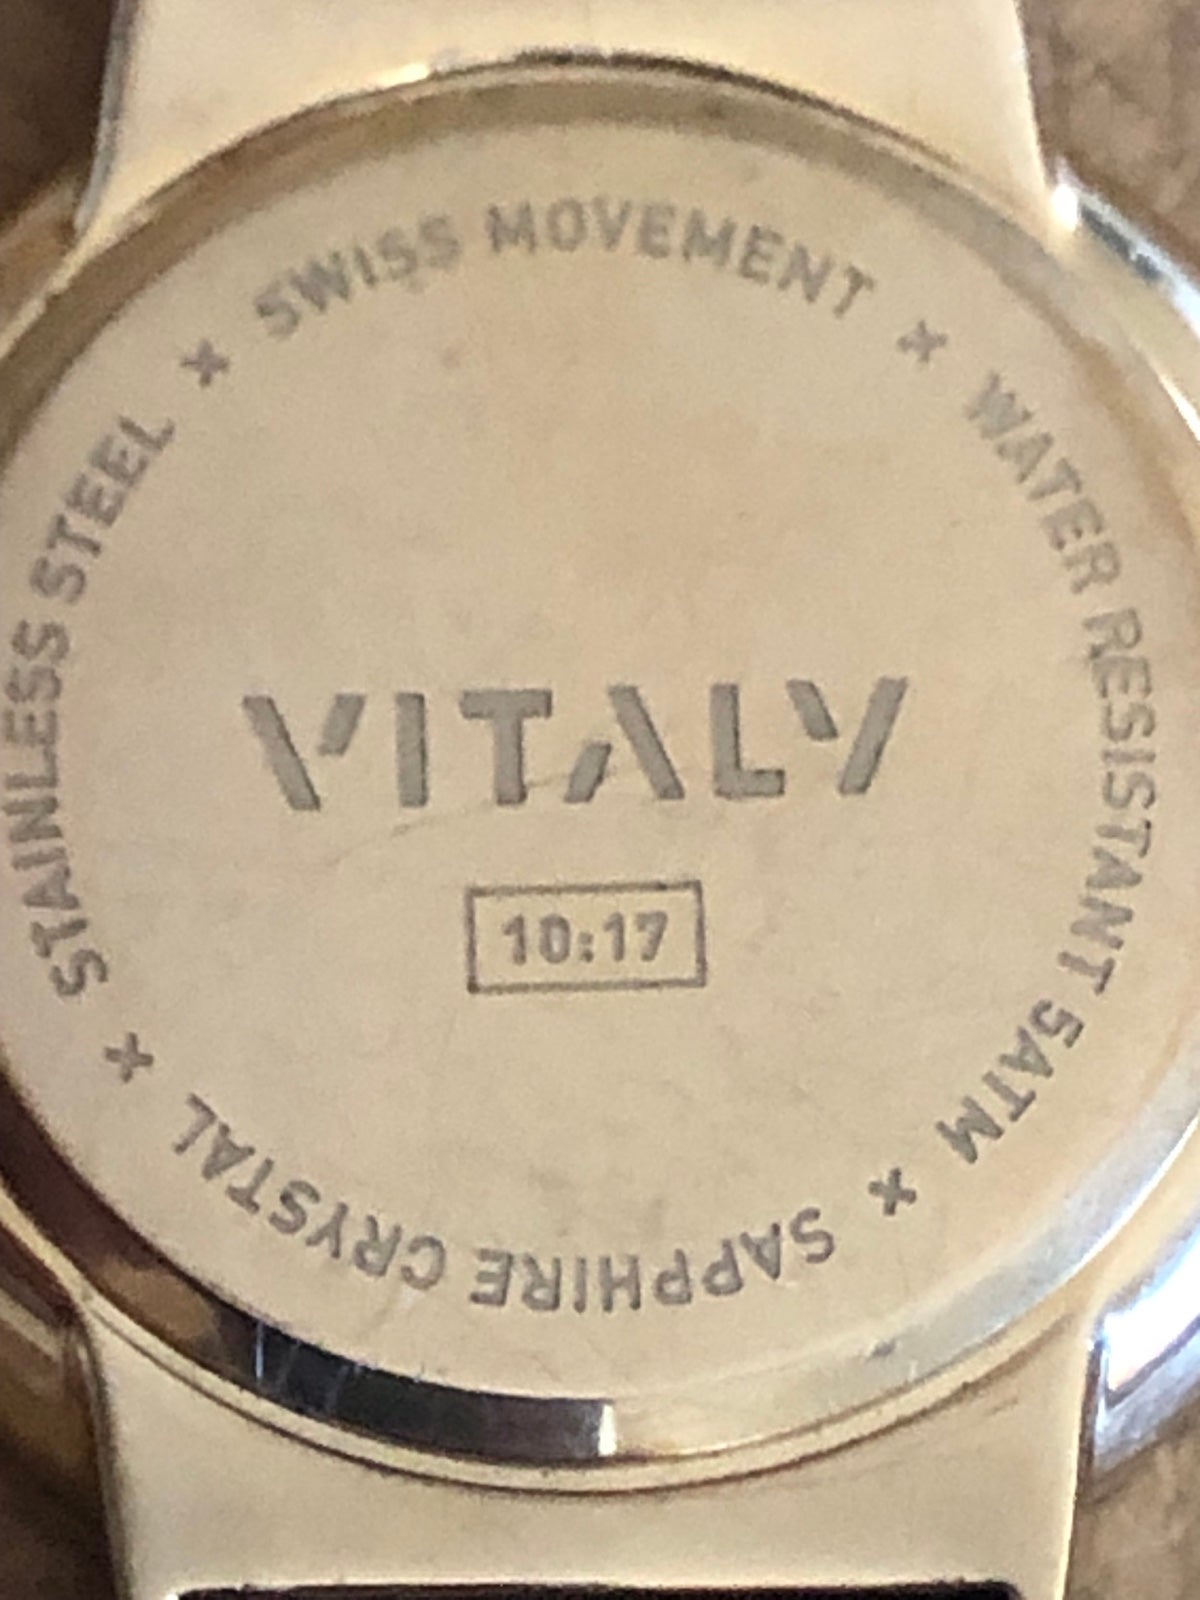 SWISS MOVEMENT × WATER RESISTANT 5ATM × SAPPHIRE CRYSTAL × STAINLESS STEEL ×
VITALY
10:17